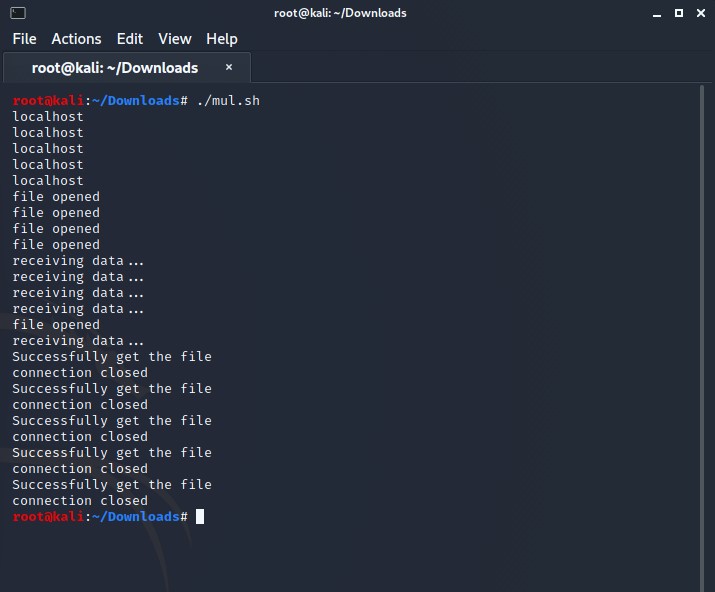 root@kali: ~/Downloads
File Actions Edit View Help
root@kali: ~/Downloads ×
root@kali:~/Downloads# ./mul.sh
localhost
localhost
localhost
localhost
localhost
file opened
file opened
file opened
file opened
receiving data...
receiving data...
receiving data...
receiving data...
file opened
receiving data...
Successfully get the file
connection closed
Successfully get the file
connection closed
Successfully get the file
connection closed
Successfully get the file
connection closed
Successfully get the file
connection closed
root@kali:~/Downloads#